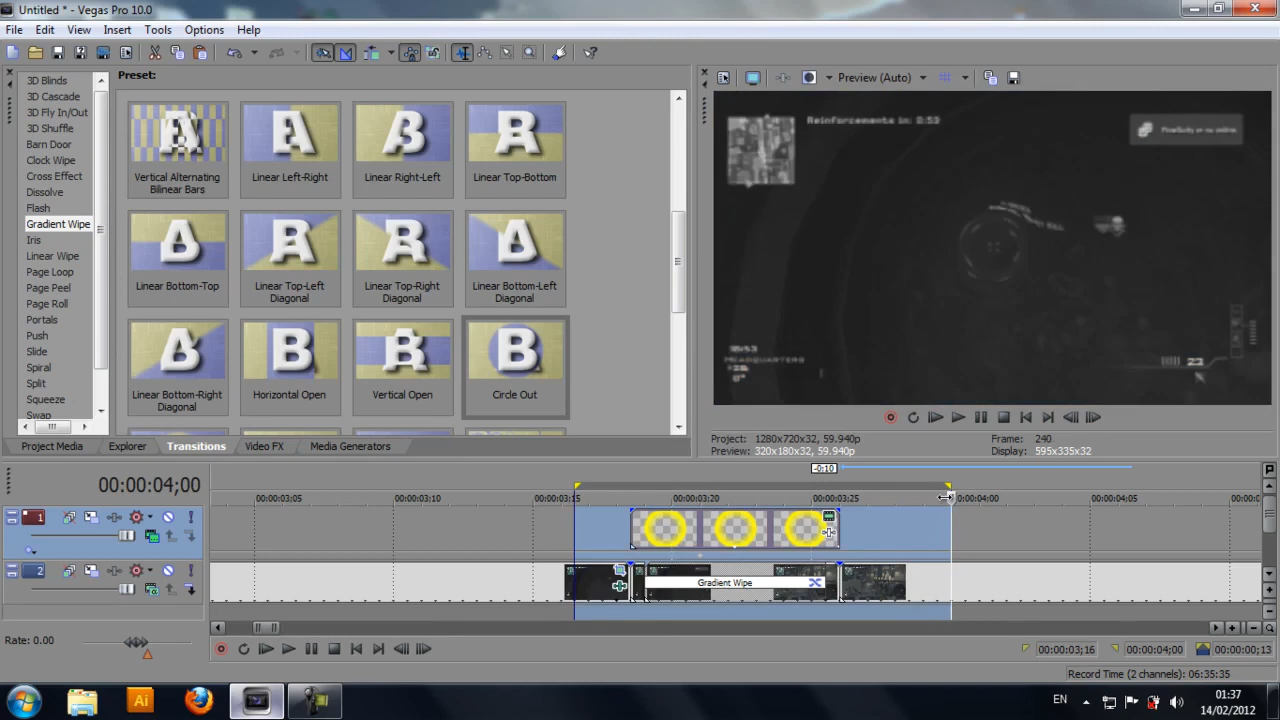 Untitled * - Vegas Pro 10.0
File Edit View Insert Tools Options Help
3D Blinds
3D Cascade
3D Fly In/Out
3D Shuffle
Barn Door
Clock Wipe
Cross Effect
Dissolve
Flash
Gradient Wipe
Iris
Linear Wipe
Page Loop
Page Peel
Page Roll
Portals
Push
Slide
Spiral
Split
Squeeze
Swap
Preset:
Vertical Alternating Bilinear Bars
Linear Left-Right
Linear Right-Left
Linear Top-Bottom
Linear Bottom-Top
Linear Top-Left Diagonal
Linear Top-Right Diagonal
Linear Bottom-Left Diagonal
Linear Bottom-Right Diagonal
Horizontal Open
Vertical Open
Circle Out
Project Media Explorer Transitions Video FX Media Generators
Preview (Auto)
Reinforcements in: 0:53
HEADQUARTERS
23
Project: 1280x720x32, 59.940p Frame: 240
Preview: 320x180x32, 59.940p Display: 595x335x32
00:00:04;00
-0:10
00:00:03;05 00:00:03;10 00:00:03;15 00:00:03;20 00:00:03;25 00:00:04;00 00:00:04;05
1
2
Gradient Wipe
Rate: 0.00
00:00:03;16 00:00:04;00 00:00:00;13
Record Time (2 channels): 06:35:35
Ai
EN
01:37
14/02/2012